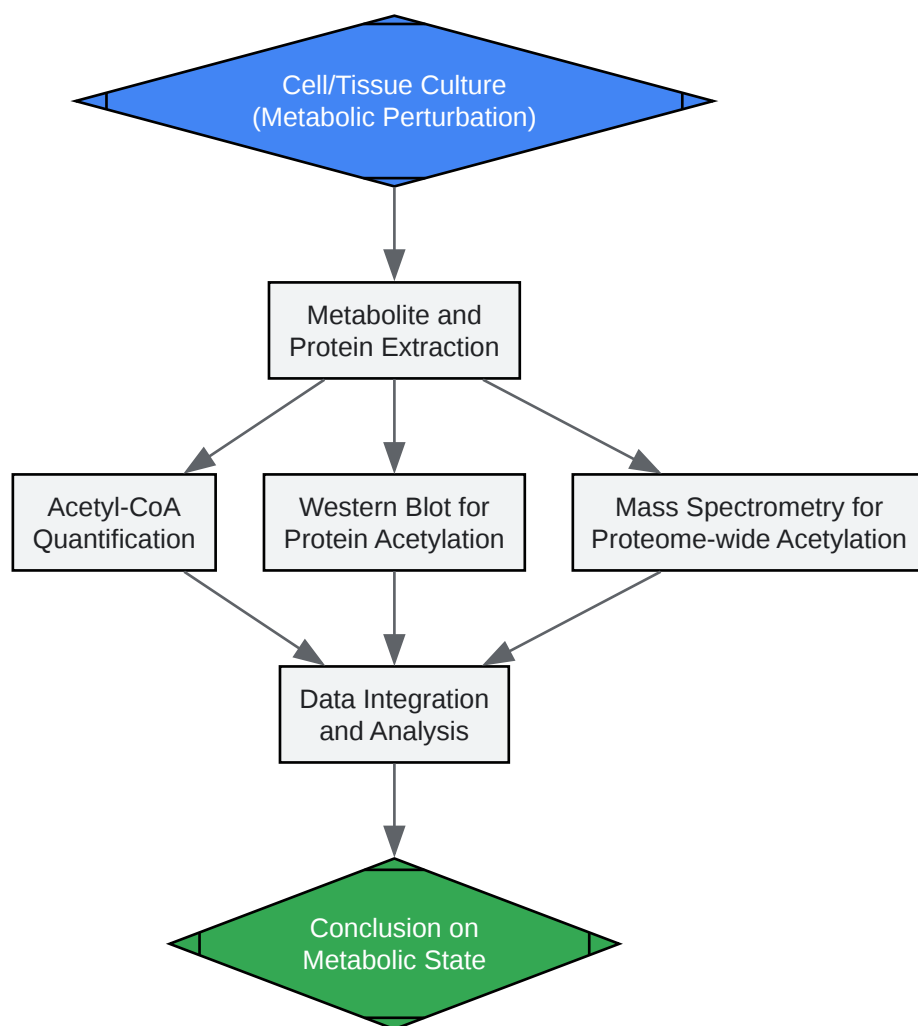 Cell/Tissue Culture
(Metabolic Perturbation)
Metabolite and
Protein Extraction
Acetyl-CoA
Quantification
Western Blot for
Protein Acetylation
Mass Spectrometry for
Proteome-wide Acetylation
Data Integration
and Analysis
Conclusion on
Metabolic State